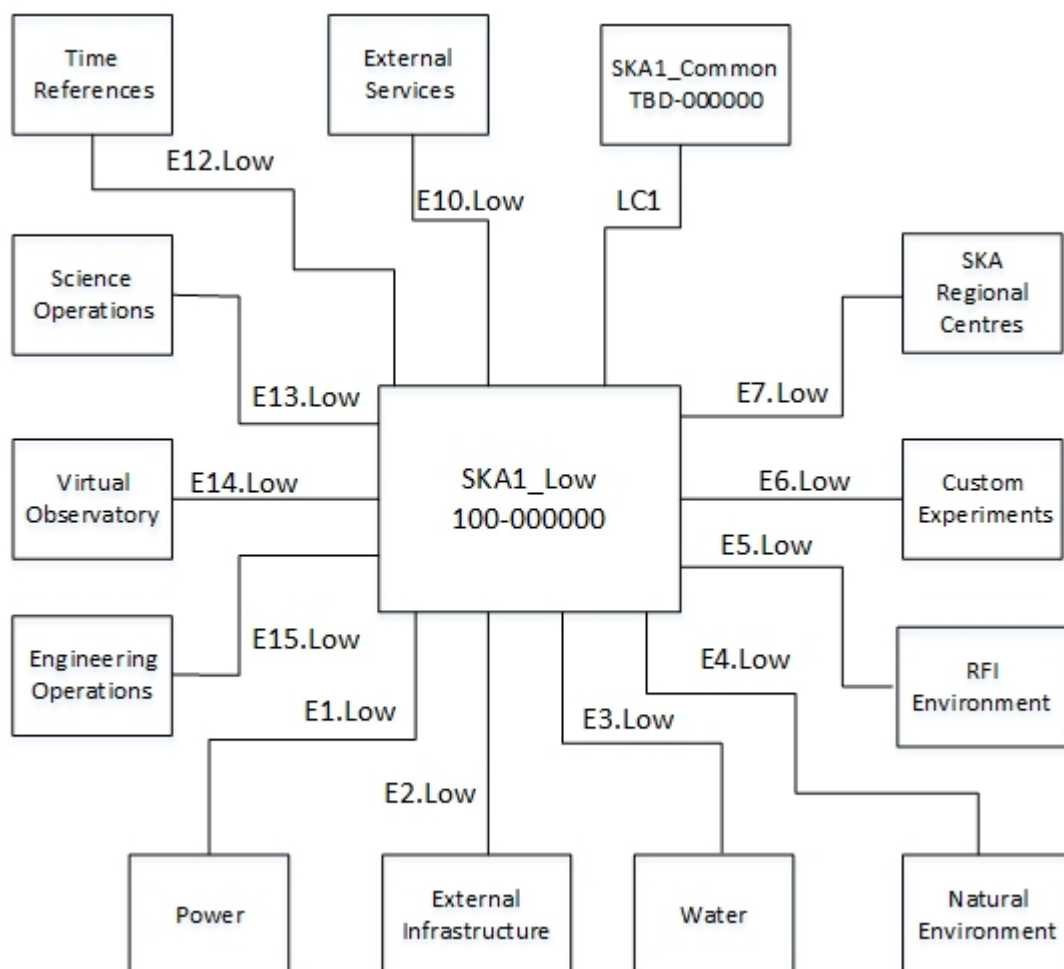 Time
References
External
Services
SKA1_Common
TBD-000000
E12.Low
E10.Low
LC1
Science
Operations
SKA
Regional
Centres
E13.Low
E7.Low
Virtual
Observatory
E14.Low
SKA1_Low
100-000000
E6.Low
Custom
Experiments
E5.Low
Engineering
Operations
E15.Low
E4.Low
RFI
Environment
E1.Low
E3.Low
E2.Low
Power
External
Infrastructure
Water
Natural
Environment